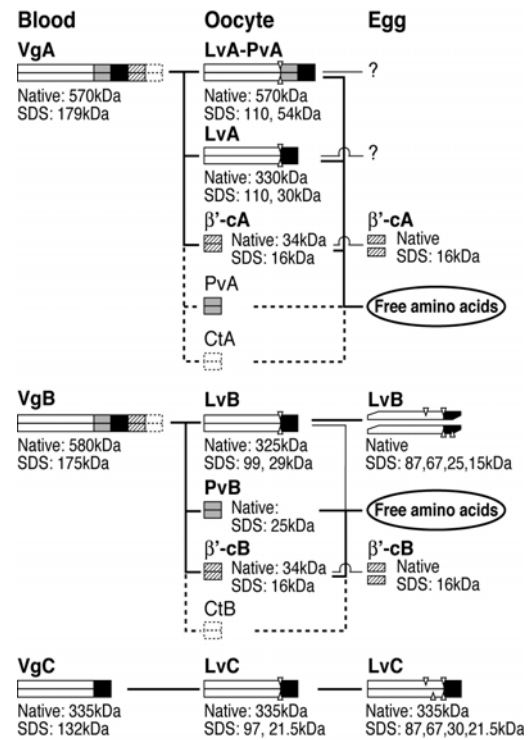 Blood Oocyte Egg
VgA LvA-PvA
Native: 570kDa Native: 570kDa ?
SDS: 179kDa SDS: 110, 54kDa
LvA
?
Native: 330kDa
SDS: 110, 30kDa
β'-cA β'-cA
Native: 34kDa Native
SDS: 16kDa SDS: 16kDa
PvA
Free amino acids
CtA
VgB LvB LvB
Native: 580kDa Native: 325kDa Native
SDS: 175kDa SDS: 99, 29kDa SDS: 87,67,25,15kDa
PvB
Native: Free amino acids
SDS: 25kDa
β'-cB β'-cB
Native: 34kDa Native
SDS: 16kDa SDS: 16kDa
CtB
VgC LvC LvC
Native: 335kDa Native: 335kDa Native: 335kDa
SDS: 132kDa SDS: 97, 21.5kDa SDS: 87,67,30,21.5kDa